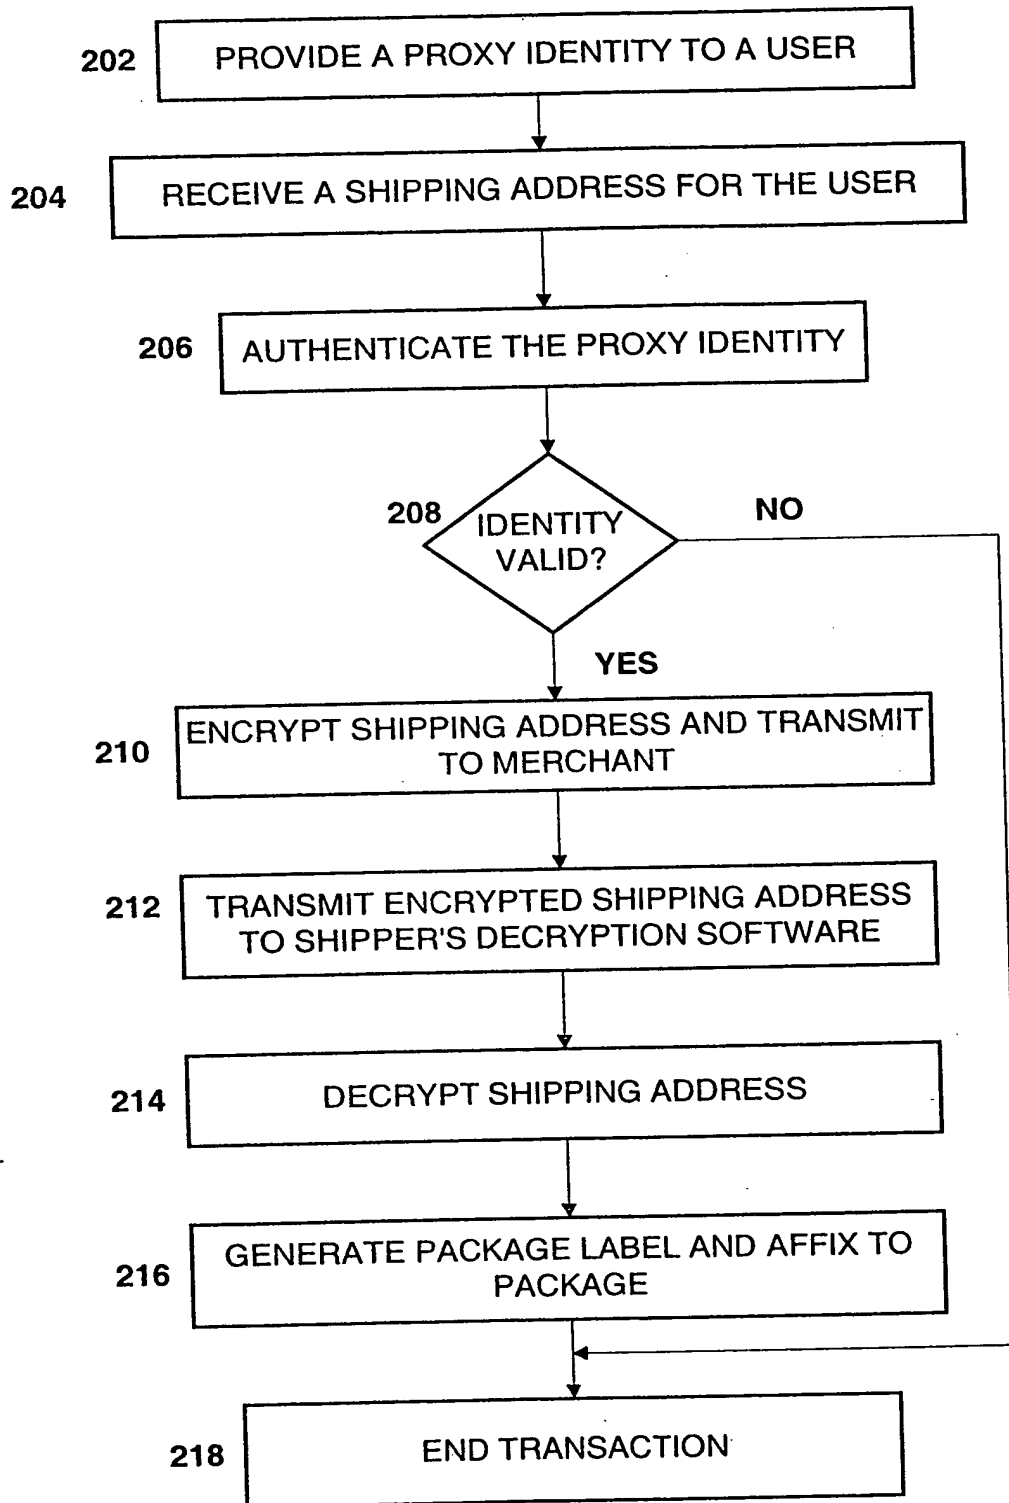 202 PROVIDE A PROXY IDENTITY TO A USER
204 RECEIVE A SHIPPING ADDRESS FOR THE USER
206 AUTHENTICATE THE PROXY IDENTITY
208 IDENTITY
VALID?
NO
YES
210 ENCRYPT SHIPPING ADDRESS AND TRANSMIT
TO MERCHANT
212 TRANSMIT ENCRYPTED SHIPPING ADDRESS
TO SHIPPER'S DECRYPTION SOFTWARE
214 DECRYPT SHIPPING ADDRESS
216 GENERATE PACKAGE LABEL AND AFFIX TO
PACKAGE
218 END TRANSACTION